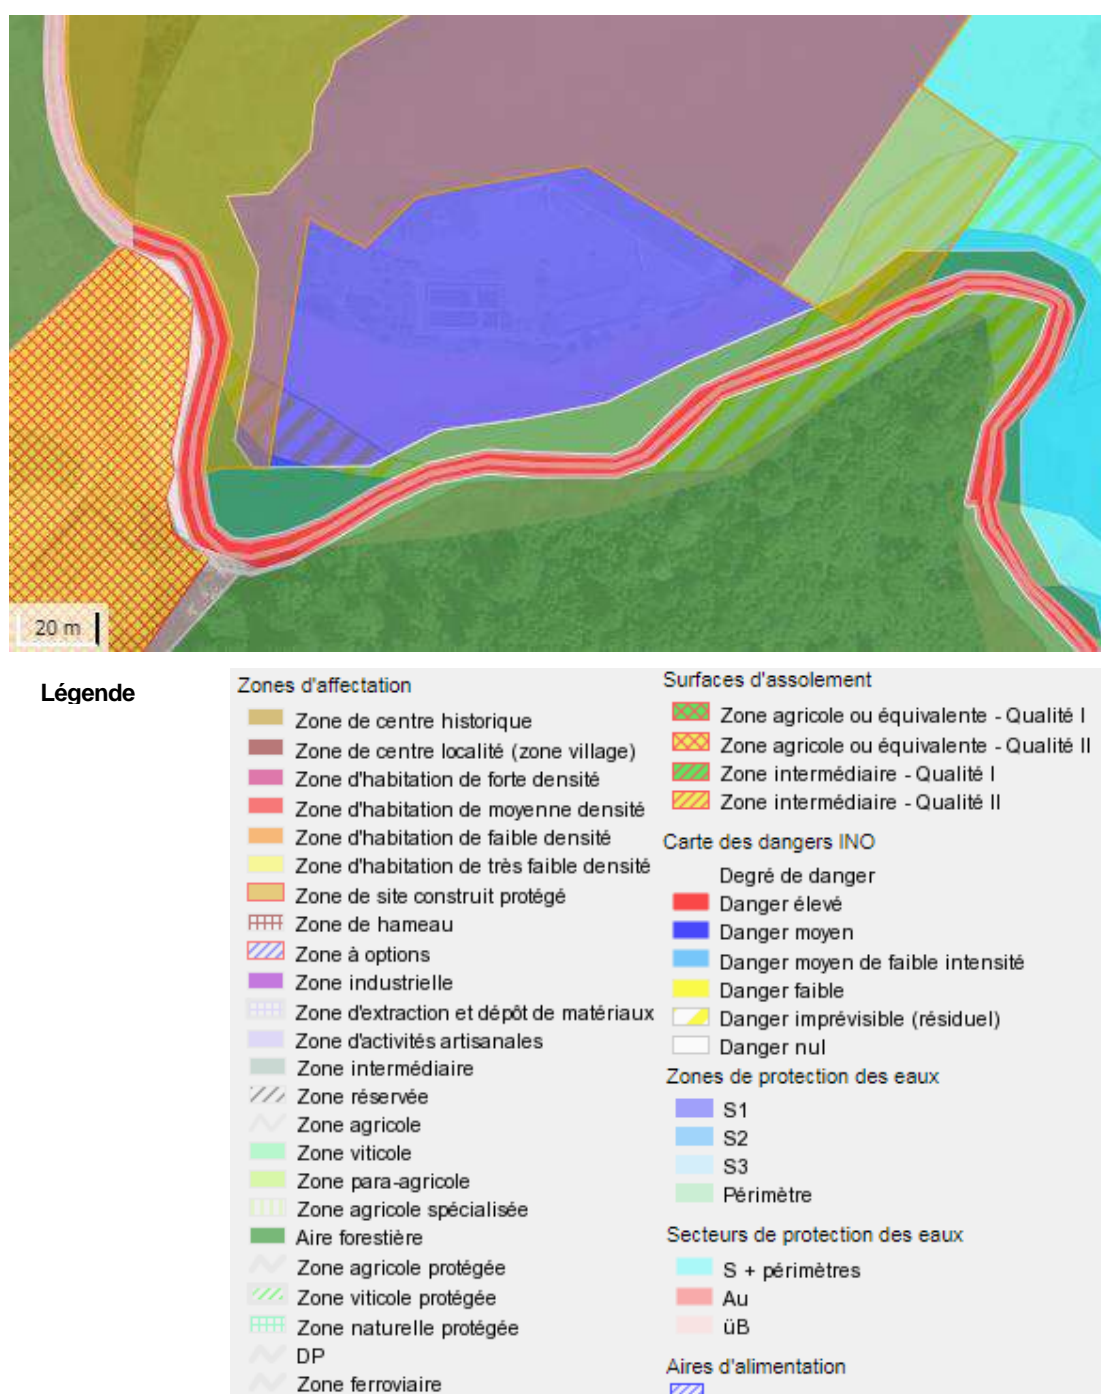 20 m
Légende
Zones d'affectation
Zone de centre historique
Zone de centre localité (zone village)
Zone d'habitation de forte densité
Zone d'habitation de moyenne densité
Zone d'habitation de faible densité
Zone d'habitation de très faible densité
Zone de site construit protégé
Zone de hameau
Zone à options
Zone industrielle
Zone d'extraction et dépôt de matériaux
Zone d'activités artisanales
Zone intermédiaire
Zone réservée
Zone agricole
Zone viticole
Zone para-agricole
Zone agricole spécialisée
Aire forestière
Zone agricole protégée
Zone viticole protégée
Zone naturelle protégée
DP
Zone ferroviaire
Surfaces d'assolement
Zone agricole ou équivalente - Qualité I
Zone agricole ou équivalente - Qualité II
Zone intermédiaire - Qualité I
Zone intermédiaire - Qualité II
Carte des dangers INO
Degré de danger
Danger élevé
Danger moyen
Danger moyen de faible intensité
Danger faible
Danger imprévisible (résiduel)
Danger nul
Zones de protection des eaux
S1
S2
S3
Périmètre
Secteurs de protection des eaux
S + périmètres
Au
üB
Aires d'alimentation